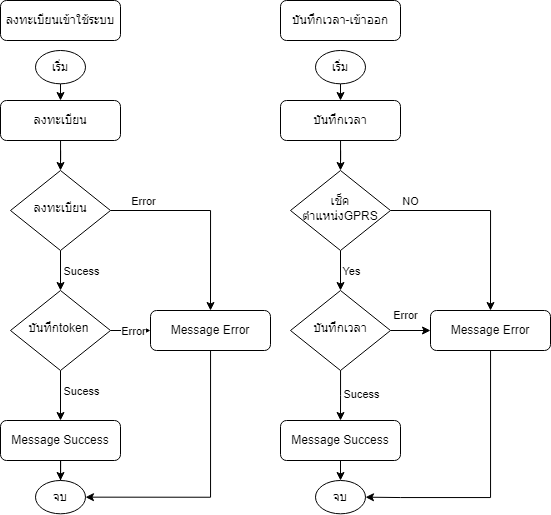 ลงทะเบียนเข้าใช้ระบบ
เริ่ม
ลงทะเบียน
ลงทะเบียน
Error
Sucess
บันทึกtoken
Error
Message Error
Sucess
Message Success
จบ
บันทึกเวลา-เข้าออก
เริ่ม
บันทึกเวลา
เช็ค
ตำแหน่งGPRS
NO
Yes
บันทึกเวลา
Error
Message Error
Sucess
Message Success
จบ